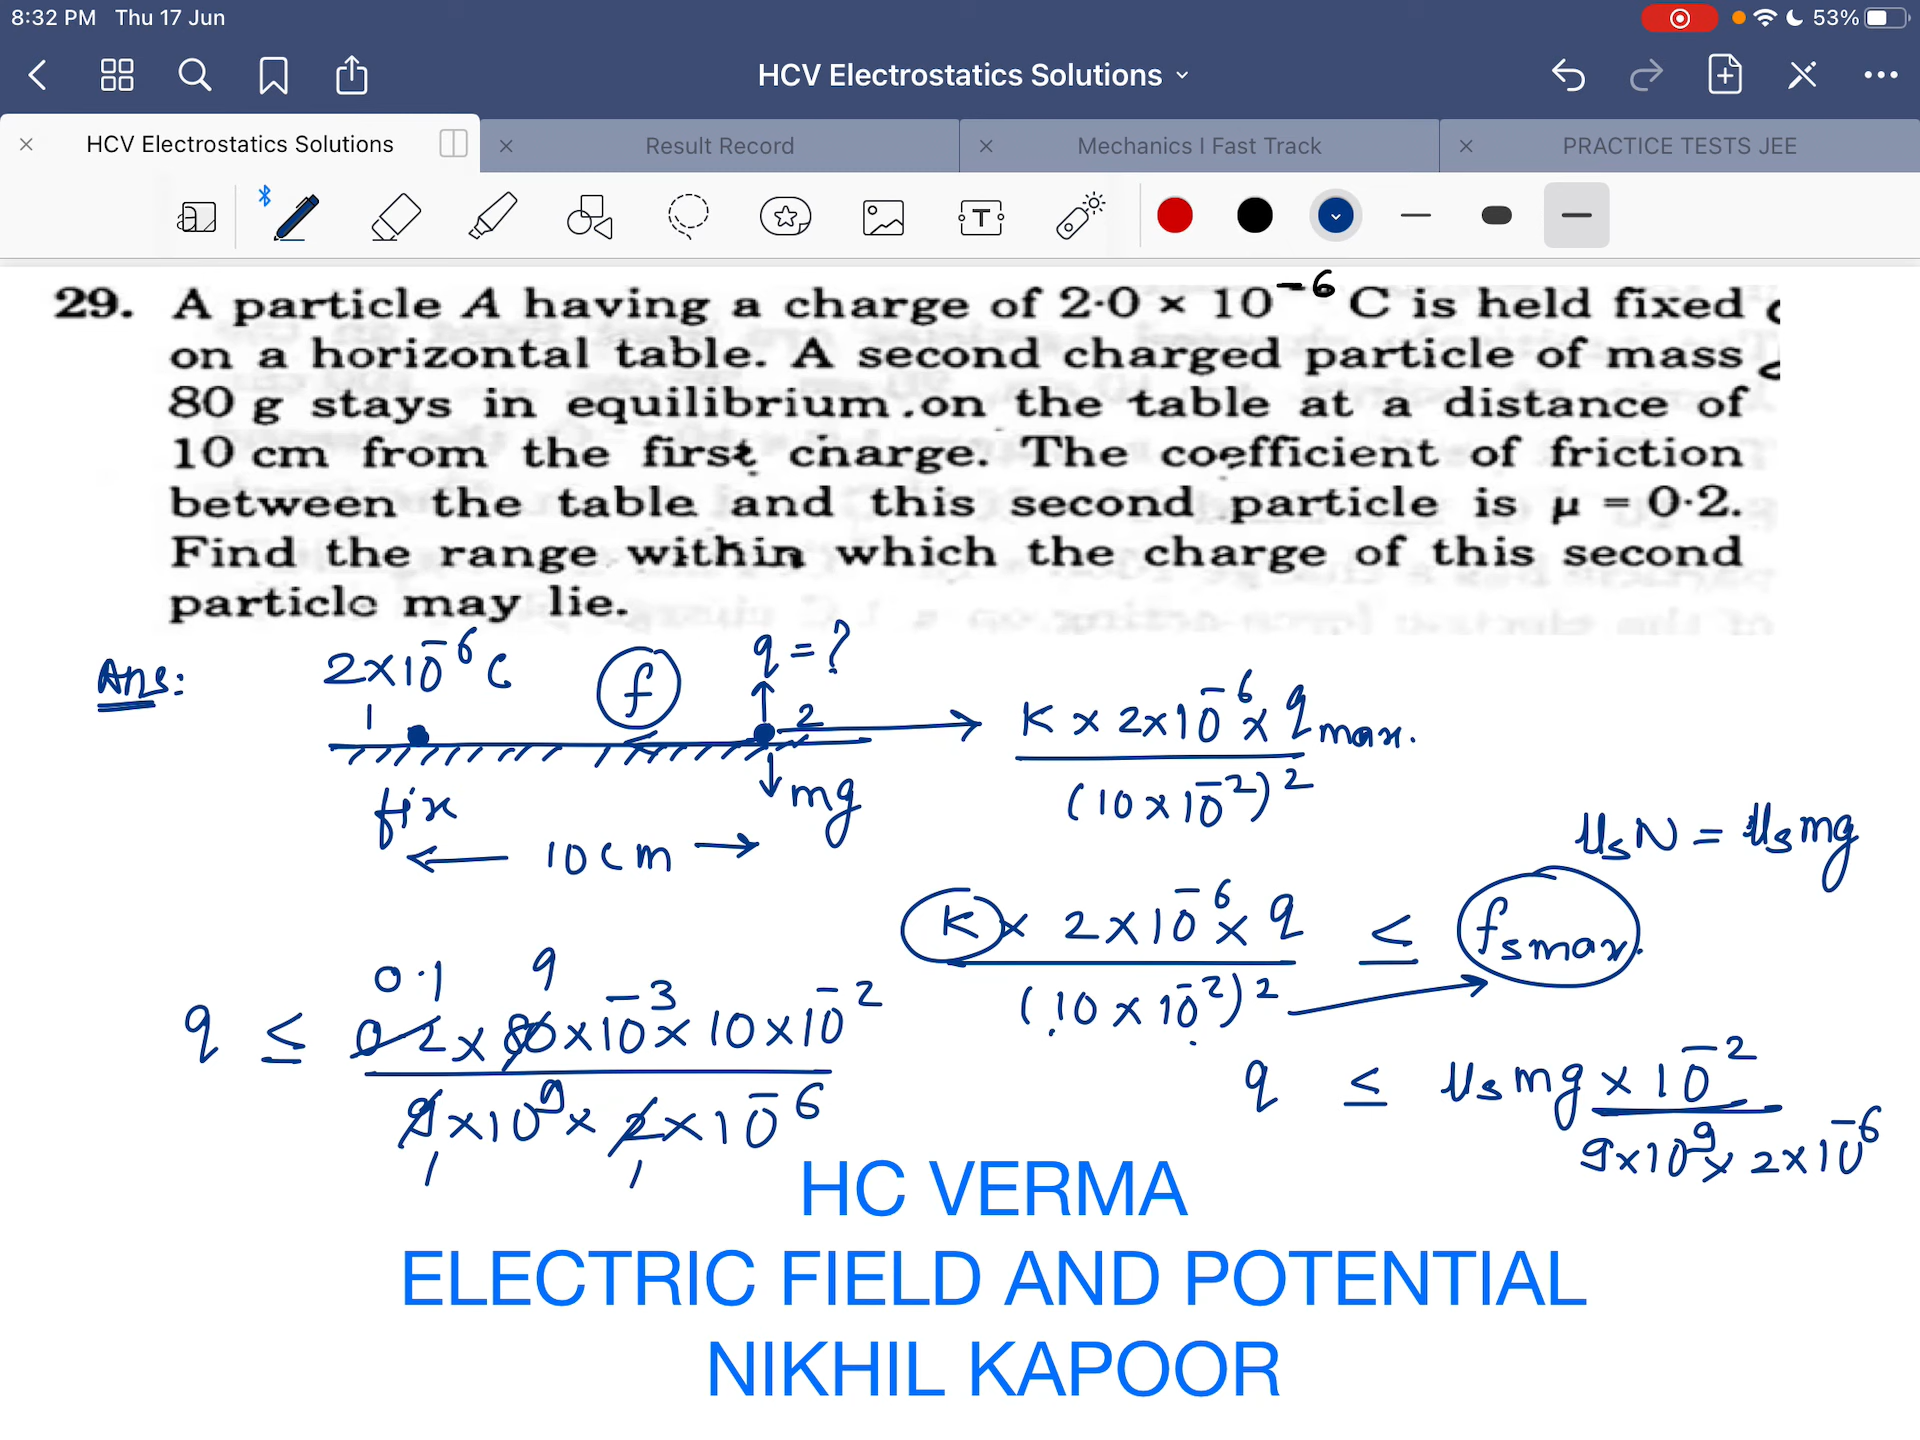 8:32 PM Thu 17 Jun
53%
HCV Electrostatics Solutions
HCV Electrostatics Solutions
Result Record
Mechanics I Fast Track
PRACTICE TESTS JEE
29. A particle A having a charge of 2·0 × 10⁻⁶ C is held fixed
on a horizontal table. A second charged particle of mass
80 g stays in equilibrium on the table at a distance of
10 cm from the first charge. The coefficient of friction
between the table and this second particle is μ = 0·2.
Find the range within which the charge of this second
particle may lie.
Ans:
2×10⁻⁶ C
f
q = ?
1
2
fix
mg
10 cm
K × 2×10⁻⁶ × q max.
(10 × 10⁻²)²
μsN = μsmg
K × 2×10⁻⁶ × q ≤ fsmax.
(10 × 10⁻²)²
q ≤ μsmg × 10⁻²
9×10⁹ × 2×10⁻⁶
0.1 9
q ≤ 0.2 × 80 × 10⁻³ × 10 × 10⁻²
9×10⁹ × 2×10⁻⁶
1 1
HC VERMA
ELECTRIC FIELD AND POTENTIAL
NIKHIL KAPOOR